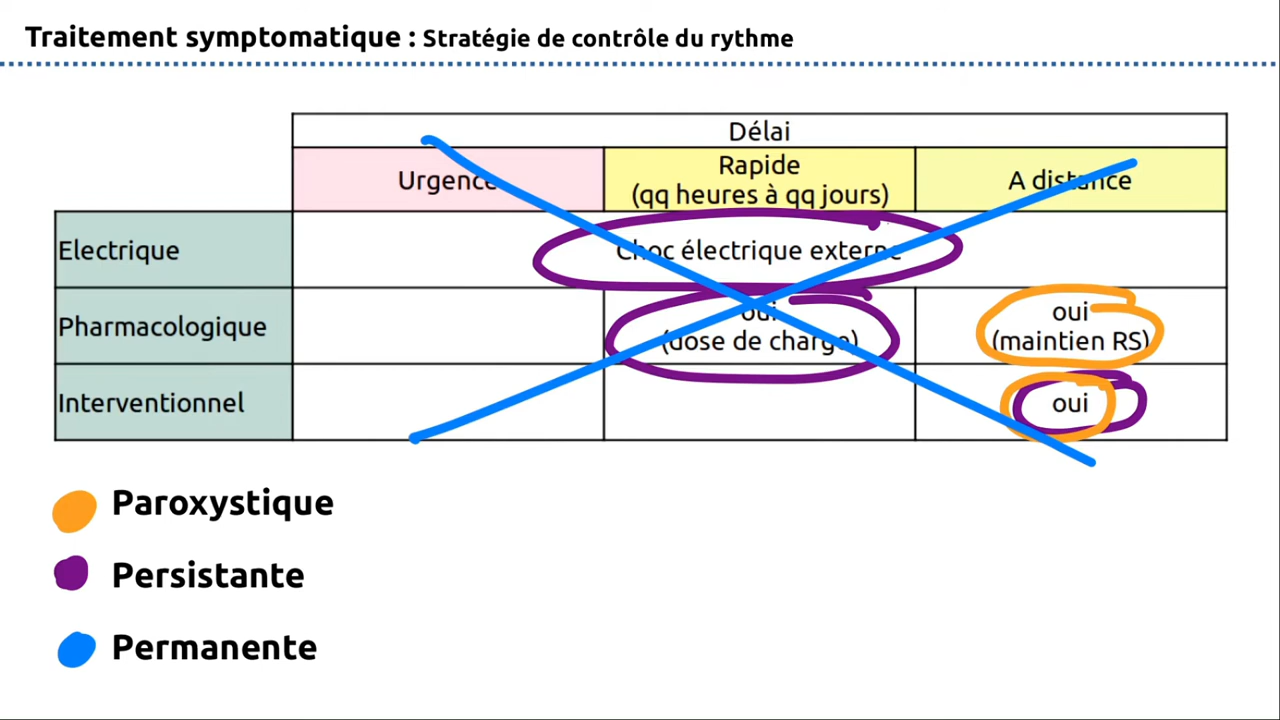 Traitement symptomatique : Stratégie de contrôle du rythme
Délai
Urgence
Rapide
(qq heures à qq jours)
A distance
Electrique
Choc électrique externe
Pharmacologique
oui
(dose de charge)
oui
(maintien RS)
Interventionnel
oui
Paroxystique
Persistante
Permanente